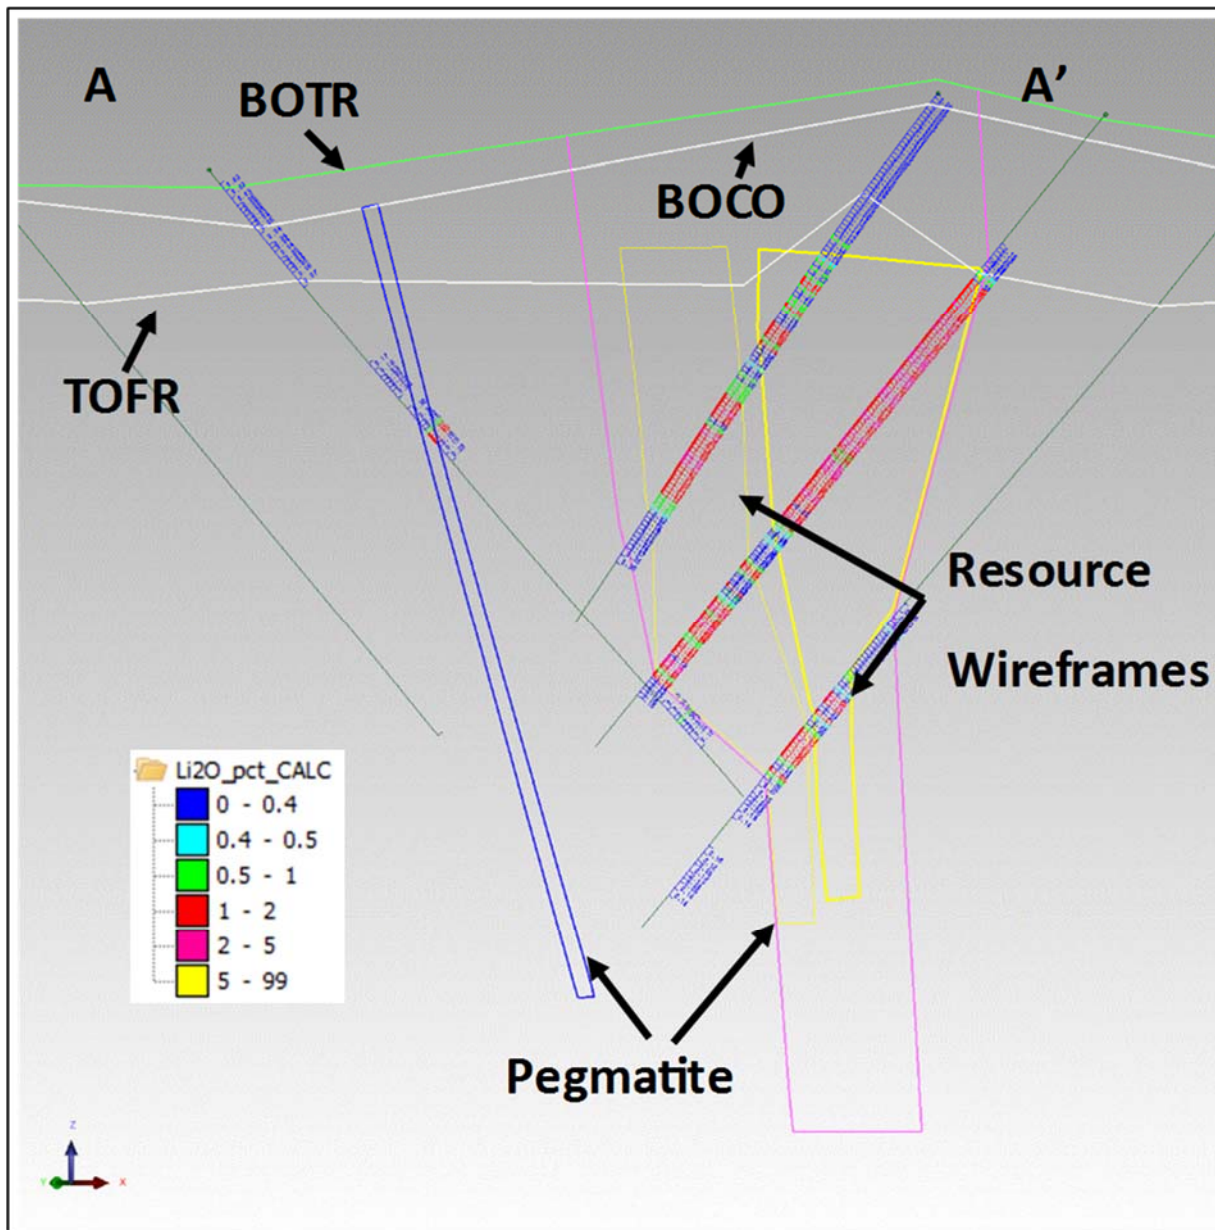 A
BOTR
A’
BOCO
TOFR
Resource
Wireframes
Li2O_pct_CALC
0 - 0.4
0.4 - 0.5
0.5 - 1
1 - 2
2 - 5
5 - 99
Pegmatite
Z
Y
X